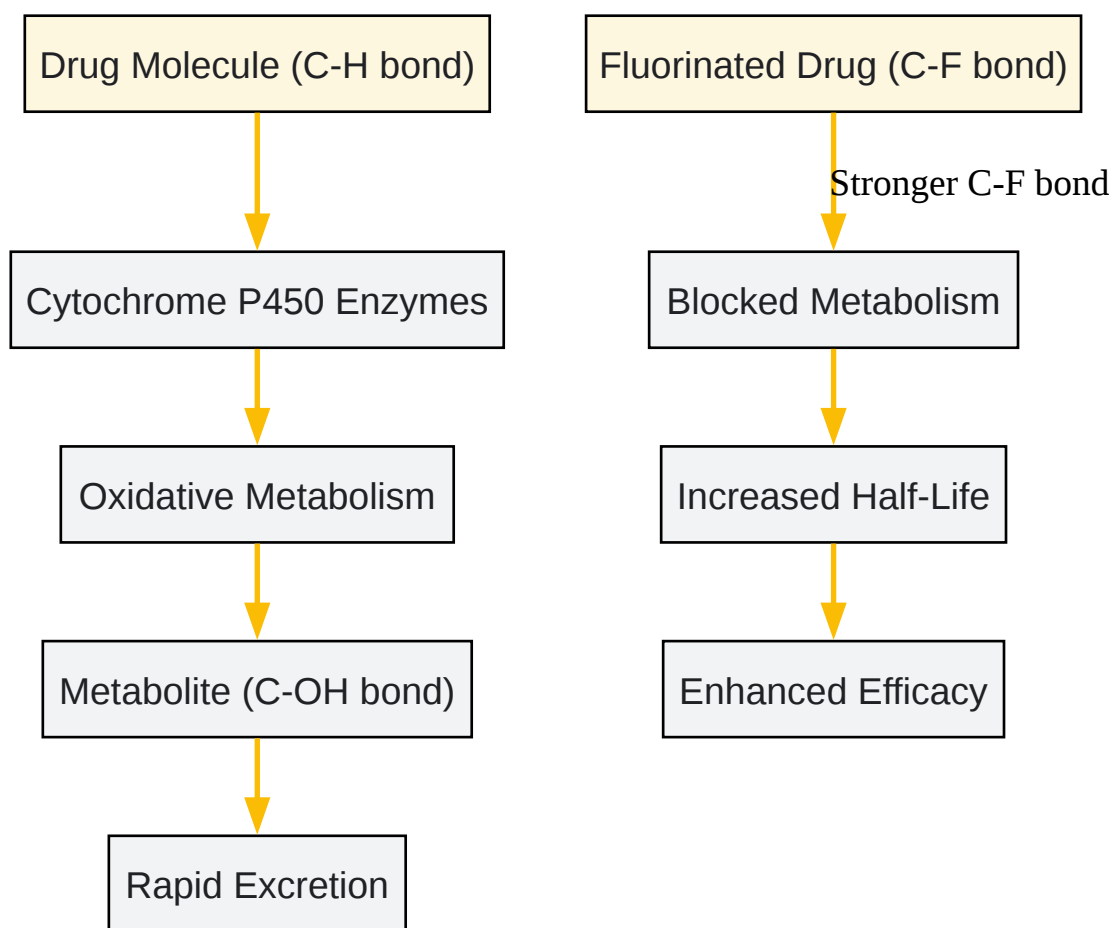 Drug Molecule (C-H bond)
Fluorinated Drug (C-F bond)
Stronger C-F bond
Cytochrome P450 Enzymes
Blocked Metabolism
Oxidative Metabolism
Increased Half-Life
Metabolite (C-OH bond)
Enhanced Efficacy
Rapid Excretion